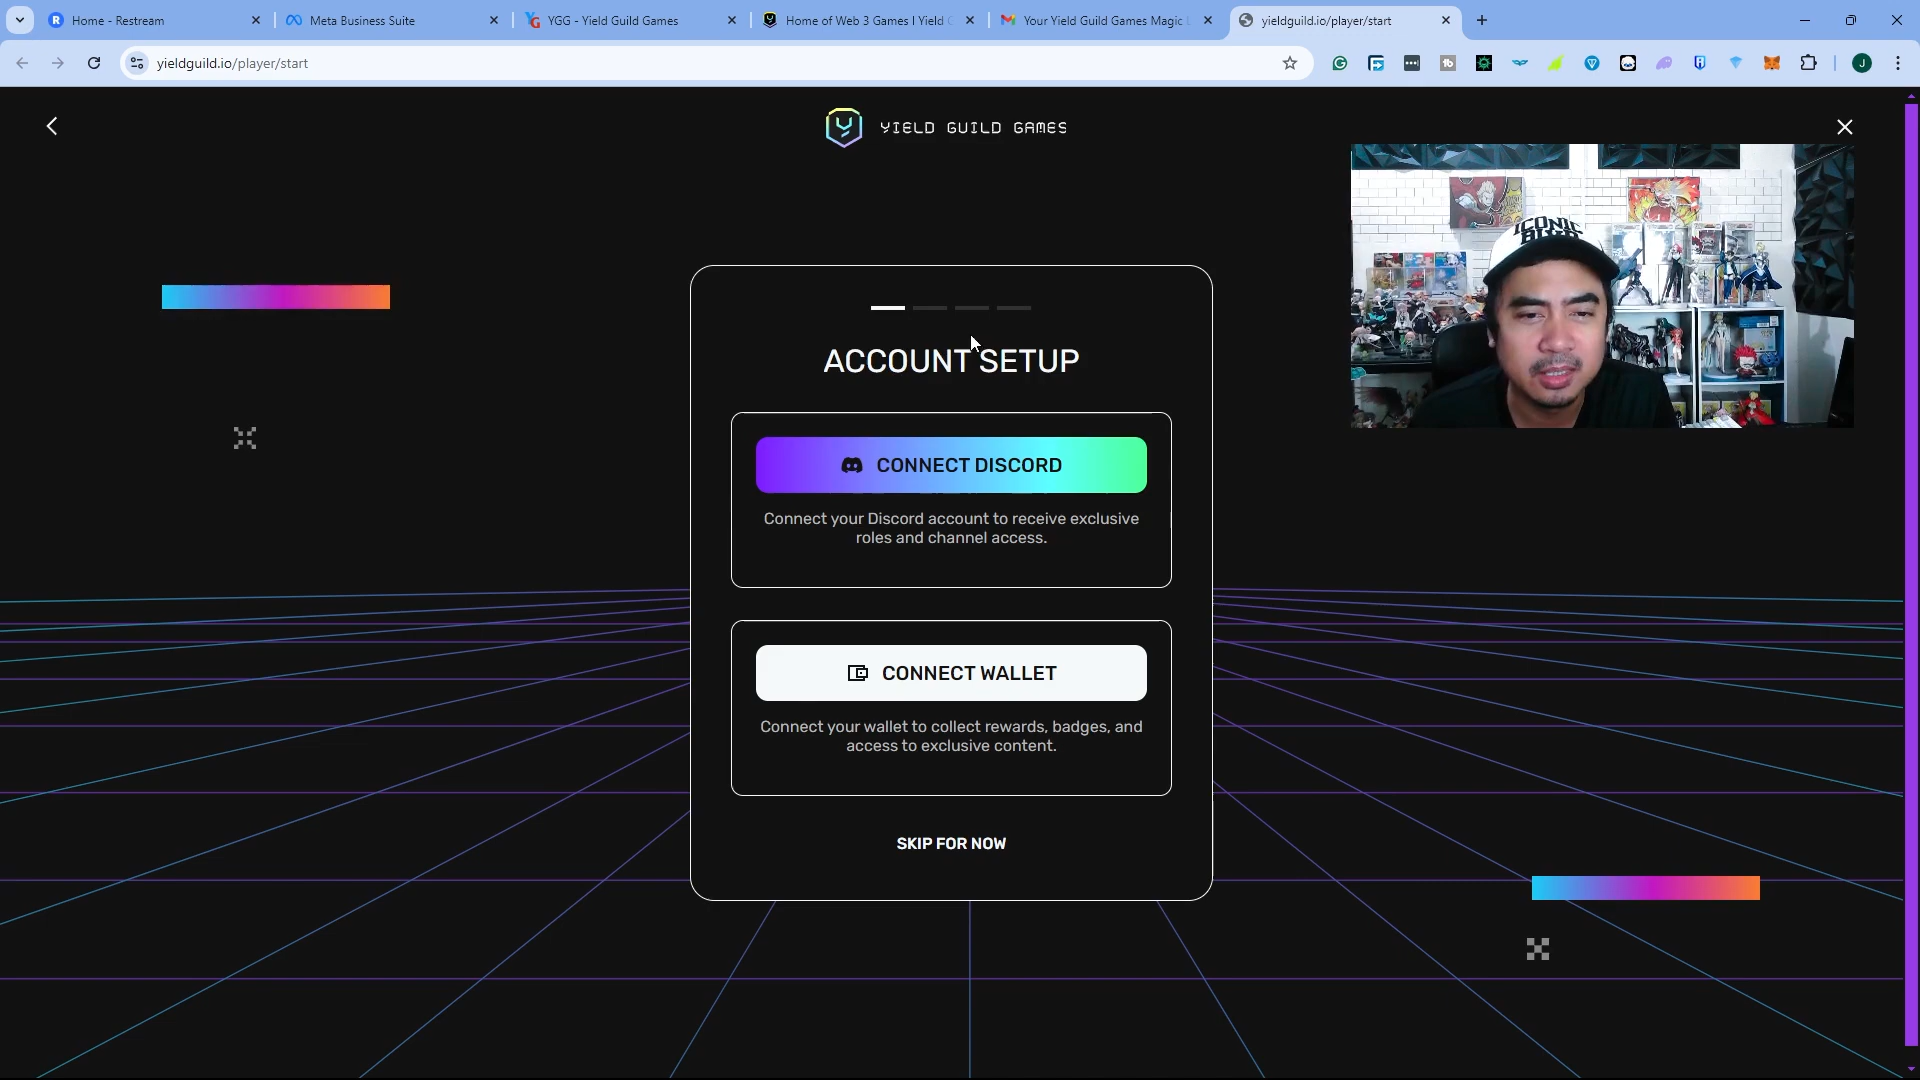 Home - Restream
Meta Business Suite
YGG - Yield Guild Games
Home of Web 3 Games | Yield G
Your Yield Guild Games Magic L
yieldguild.io/player/start
yieldguild.io/player/start
J
YIELD GUILD GAMES
ICONIC
ACCOUNT SETUP
CONNECT DISCORD
Connect your Discord account to receive exclusive
roles and channel access.
CONNECT WALLET
Connect your wallet to collect rewards, badges, and
access to exclusive content.
SKIP FOR NOW